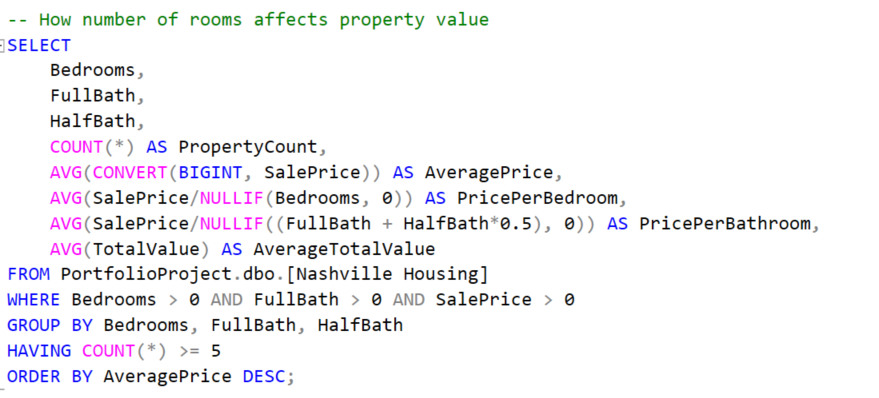 -- How number of rooms affects property value
SELECT
    Bedrooms,
    FullBath,
    HalfBath,
    COUNT(*) AS PropertyCount,
    AVG(CONVERT(BIGINT, SalePrice)) AS AveragePrice,
    AVG(SalePrice/NULLIF(Bedrooms, 0)) AS PricePerBedroom,
    AVG(SalePrice/NULLIF((FullBath + HalfBath*0.5), 0)) AS PricePerBathroom,
    AVG(TotalValue) AS AverageTotalValue
FROM PortfolioProject.dbo.[Nashville Housing]
WHERE Bedrooms > 0 AND FullBath > 0 AND SalePrice > 0
GROUP BY Bedrooms, FullBath, HalfBath
HAVING COUNT(*) >= 5
ORDER BY AveragePrice DESC;